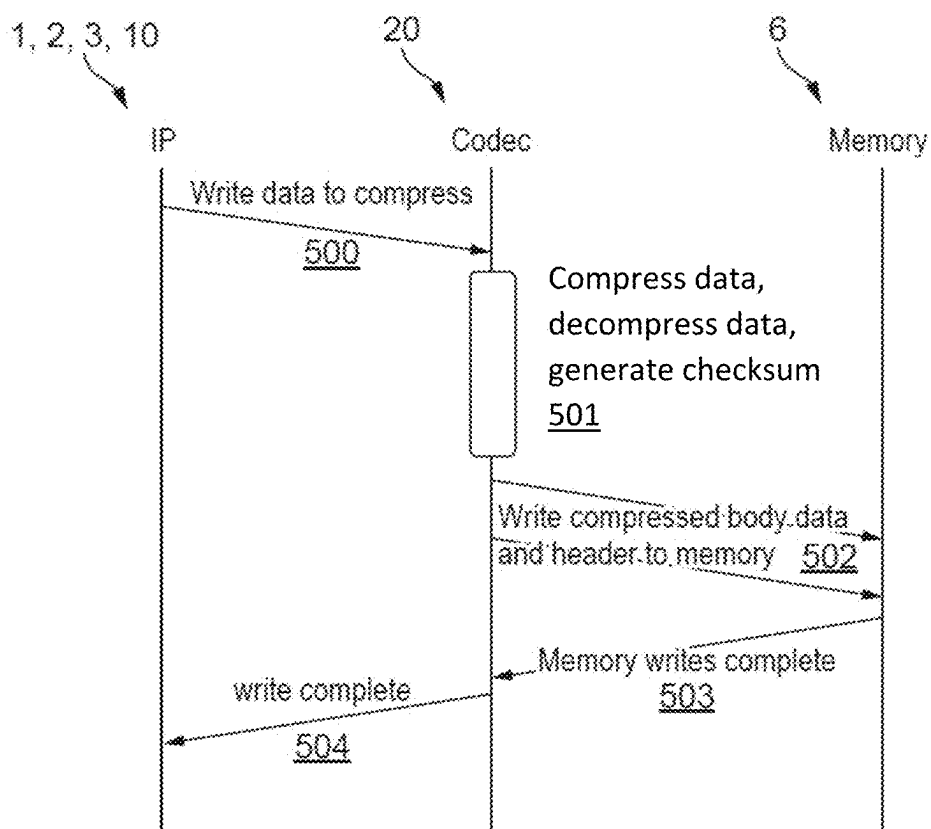 1, 2, 3, 10
20
6
IP
Codec
Memory
Write data to compress
500
Compress data,
decompress data,
generate checksum
501
Write compressed body data
and header to memory 502
Memory writes complete
503
write complete
504